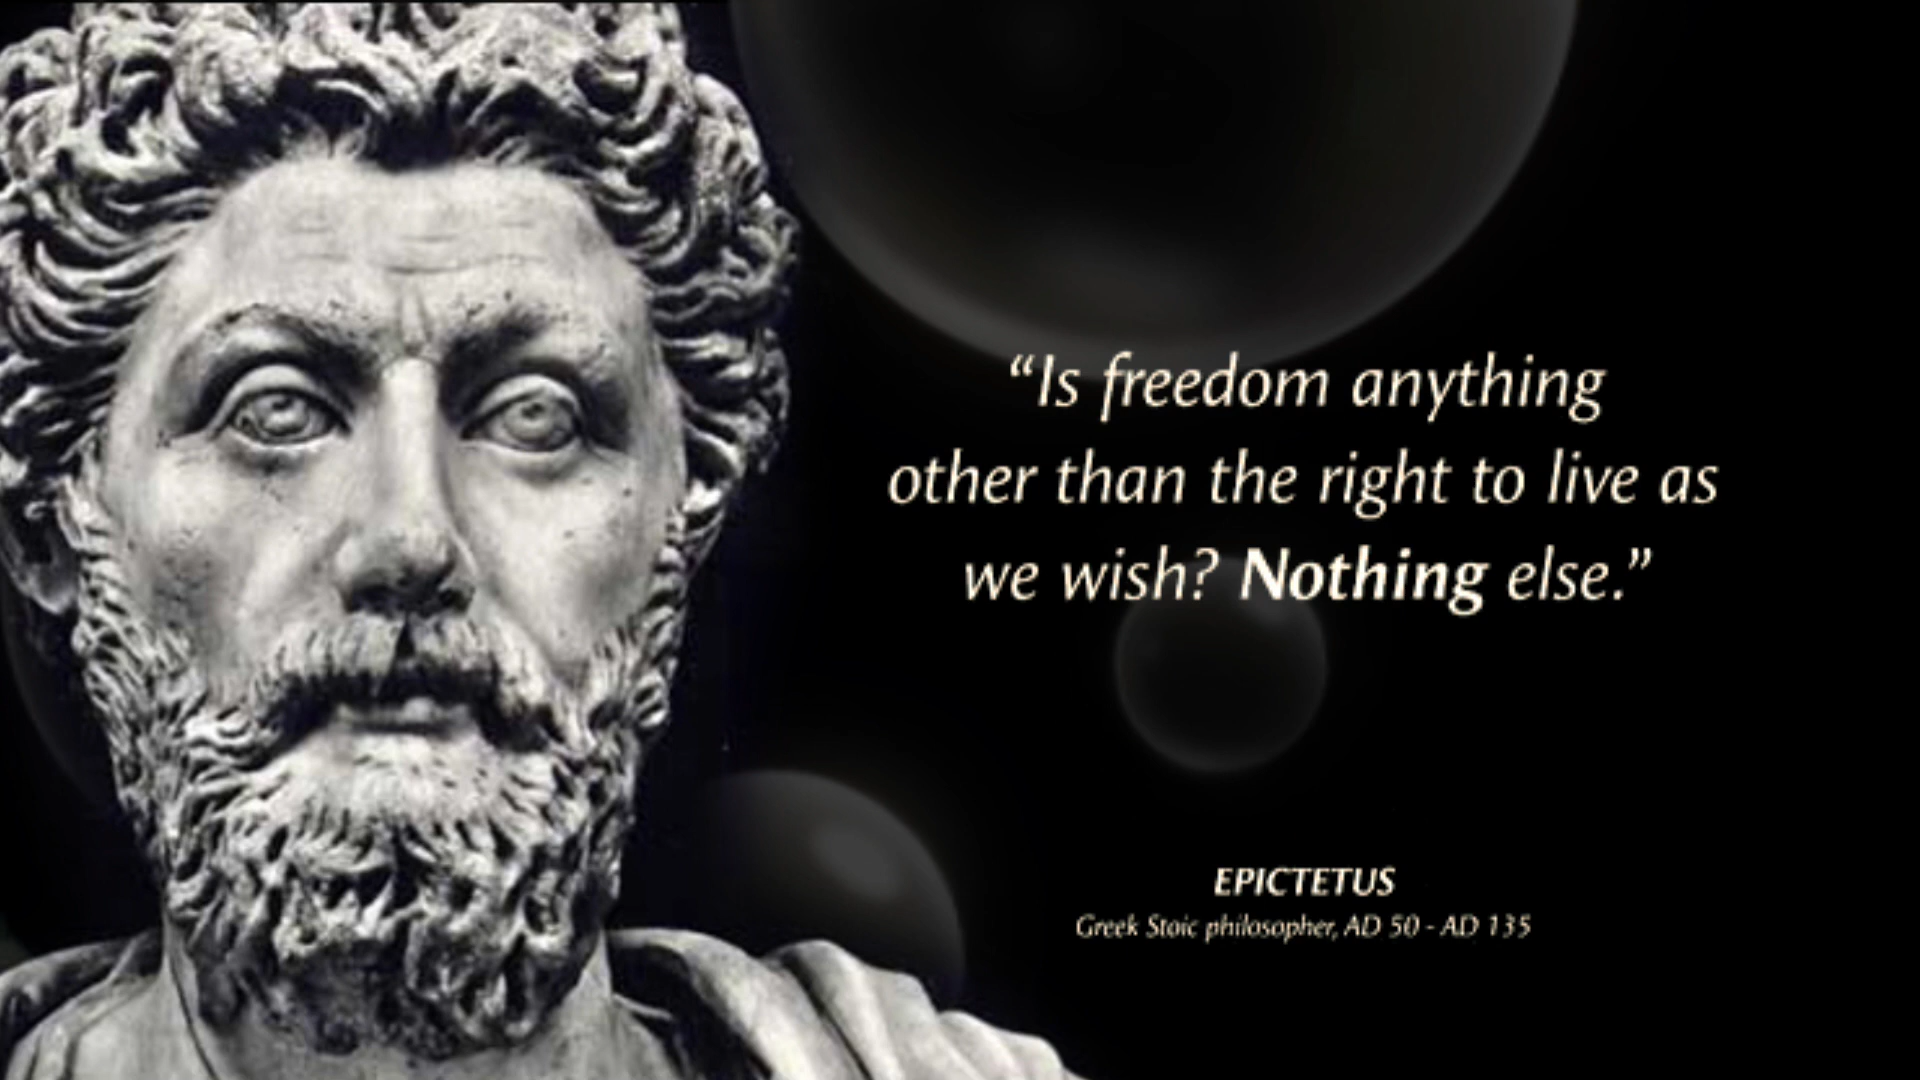 “Is freedom anything
other than the right to live as
we wish? Nothing else.”
EPICTETUS
Greek Stoic philosopher, AD 50 - AD 135